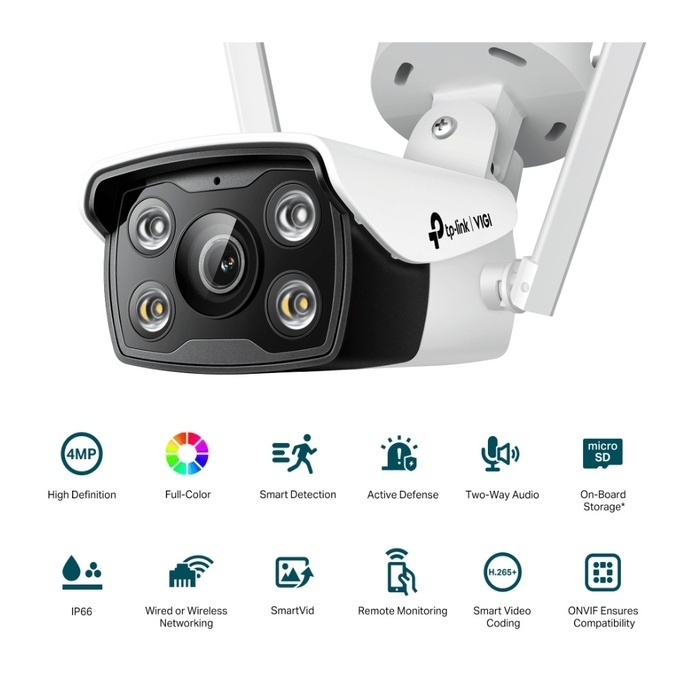 tp-link | VIGI
4MP
micro
SD
High Definition
Full-Color
Smart Detection
Active Defense
Two-Way Audio
On-Board
Storage*
H.265+
IP66
Wired or Wireless
Networking
SmartVid
Remote Monitoring
Smart Video
Coding
ONVIF Ensures
Compatibility